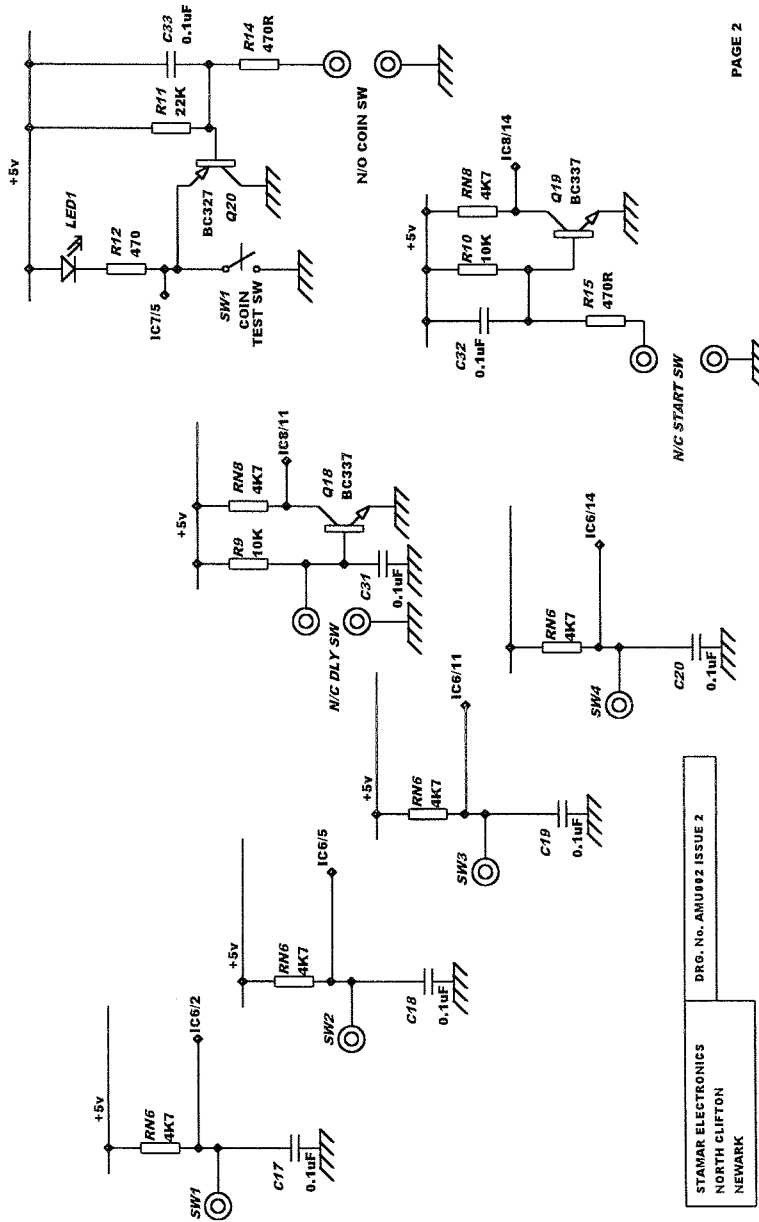 +5v
RN6
4K7
IC6/2
SW1
C17
0.1uF
+5v
RN6
4K7
IC6/5
SW2
C18
0.1uF
+5v
RN6
4K7
IC6/11
SW3
C19
0.1uF
RN6
4K7
IC6/14
SW4
C20
0.1uF
+5v
R9
10K
RN8
4K7
IC8/11
Q18
BC337
C31
0.1uF
N/C DLY SW
+5v
LED1
R12
470
IC7/5
SW1
COIN
TEST SW
BC327
Q20
R11
22K
C33
0.1uF
R14
470R
N/O COIN SW
+5v
C32
0.1uF
R10
10K
RN8
4K7
IC8/14
Q19
BC337
R15
470R
N/C START SW
STAMAR ELECTRONICS
NORTH CLIFTON
NEWARK
DRG. No. AMU002 ISSUE 2
PAGE 2